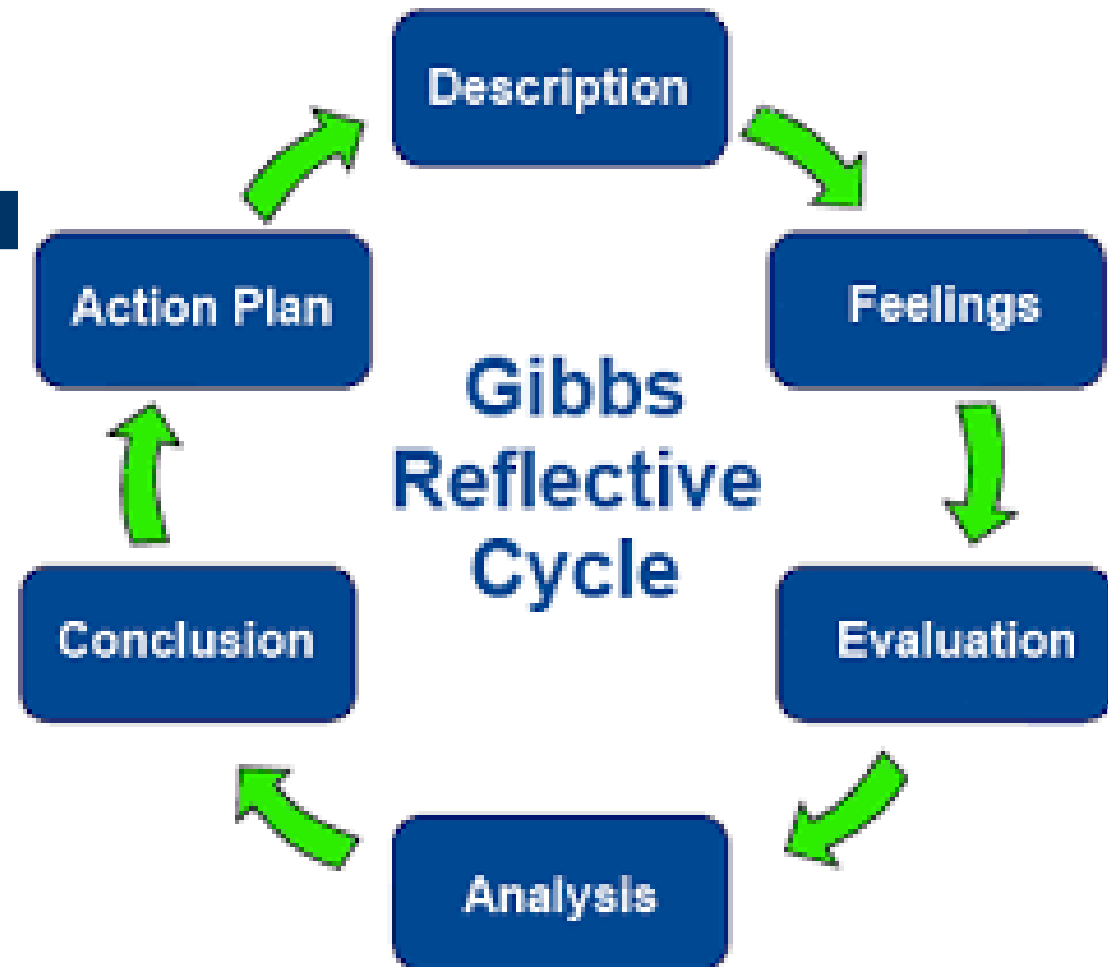 Description
Feelings
Evaluation
Analysis
Conclusion
Action Plan
Gibbs
Reflective
Cycle